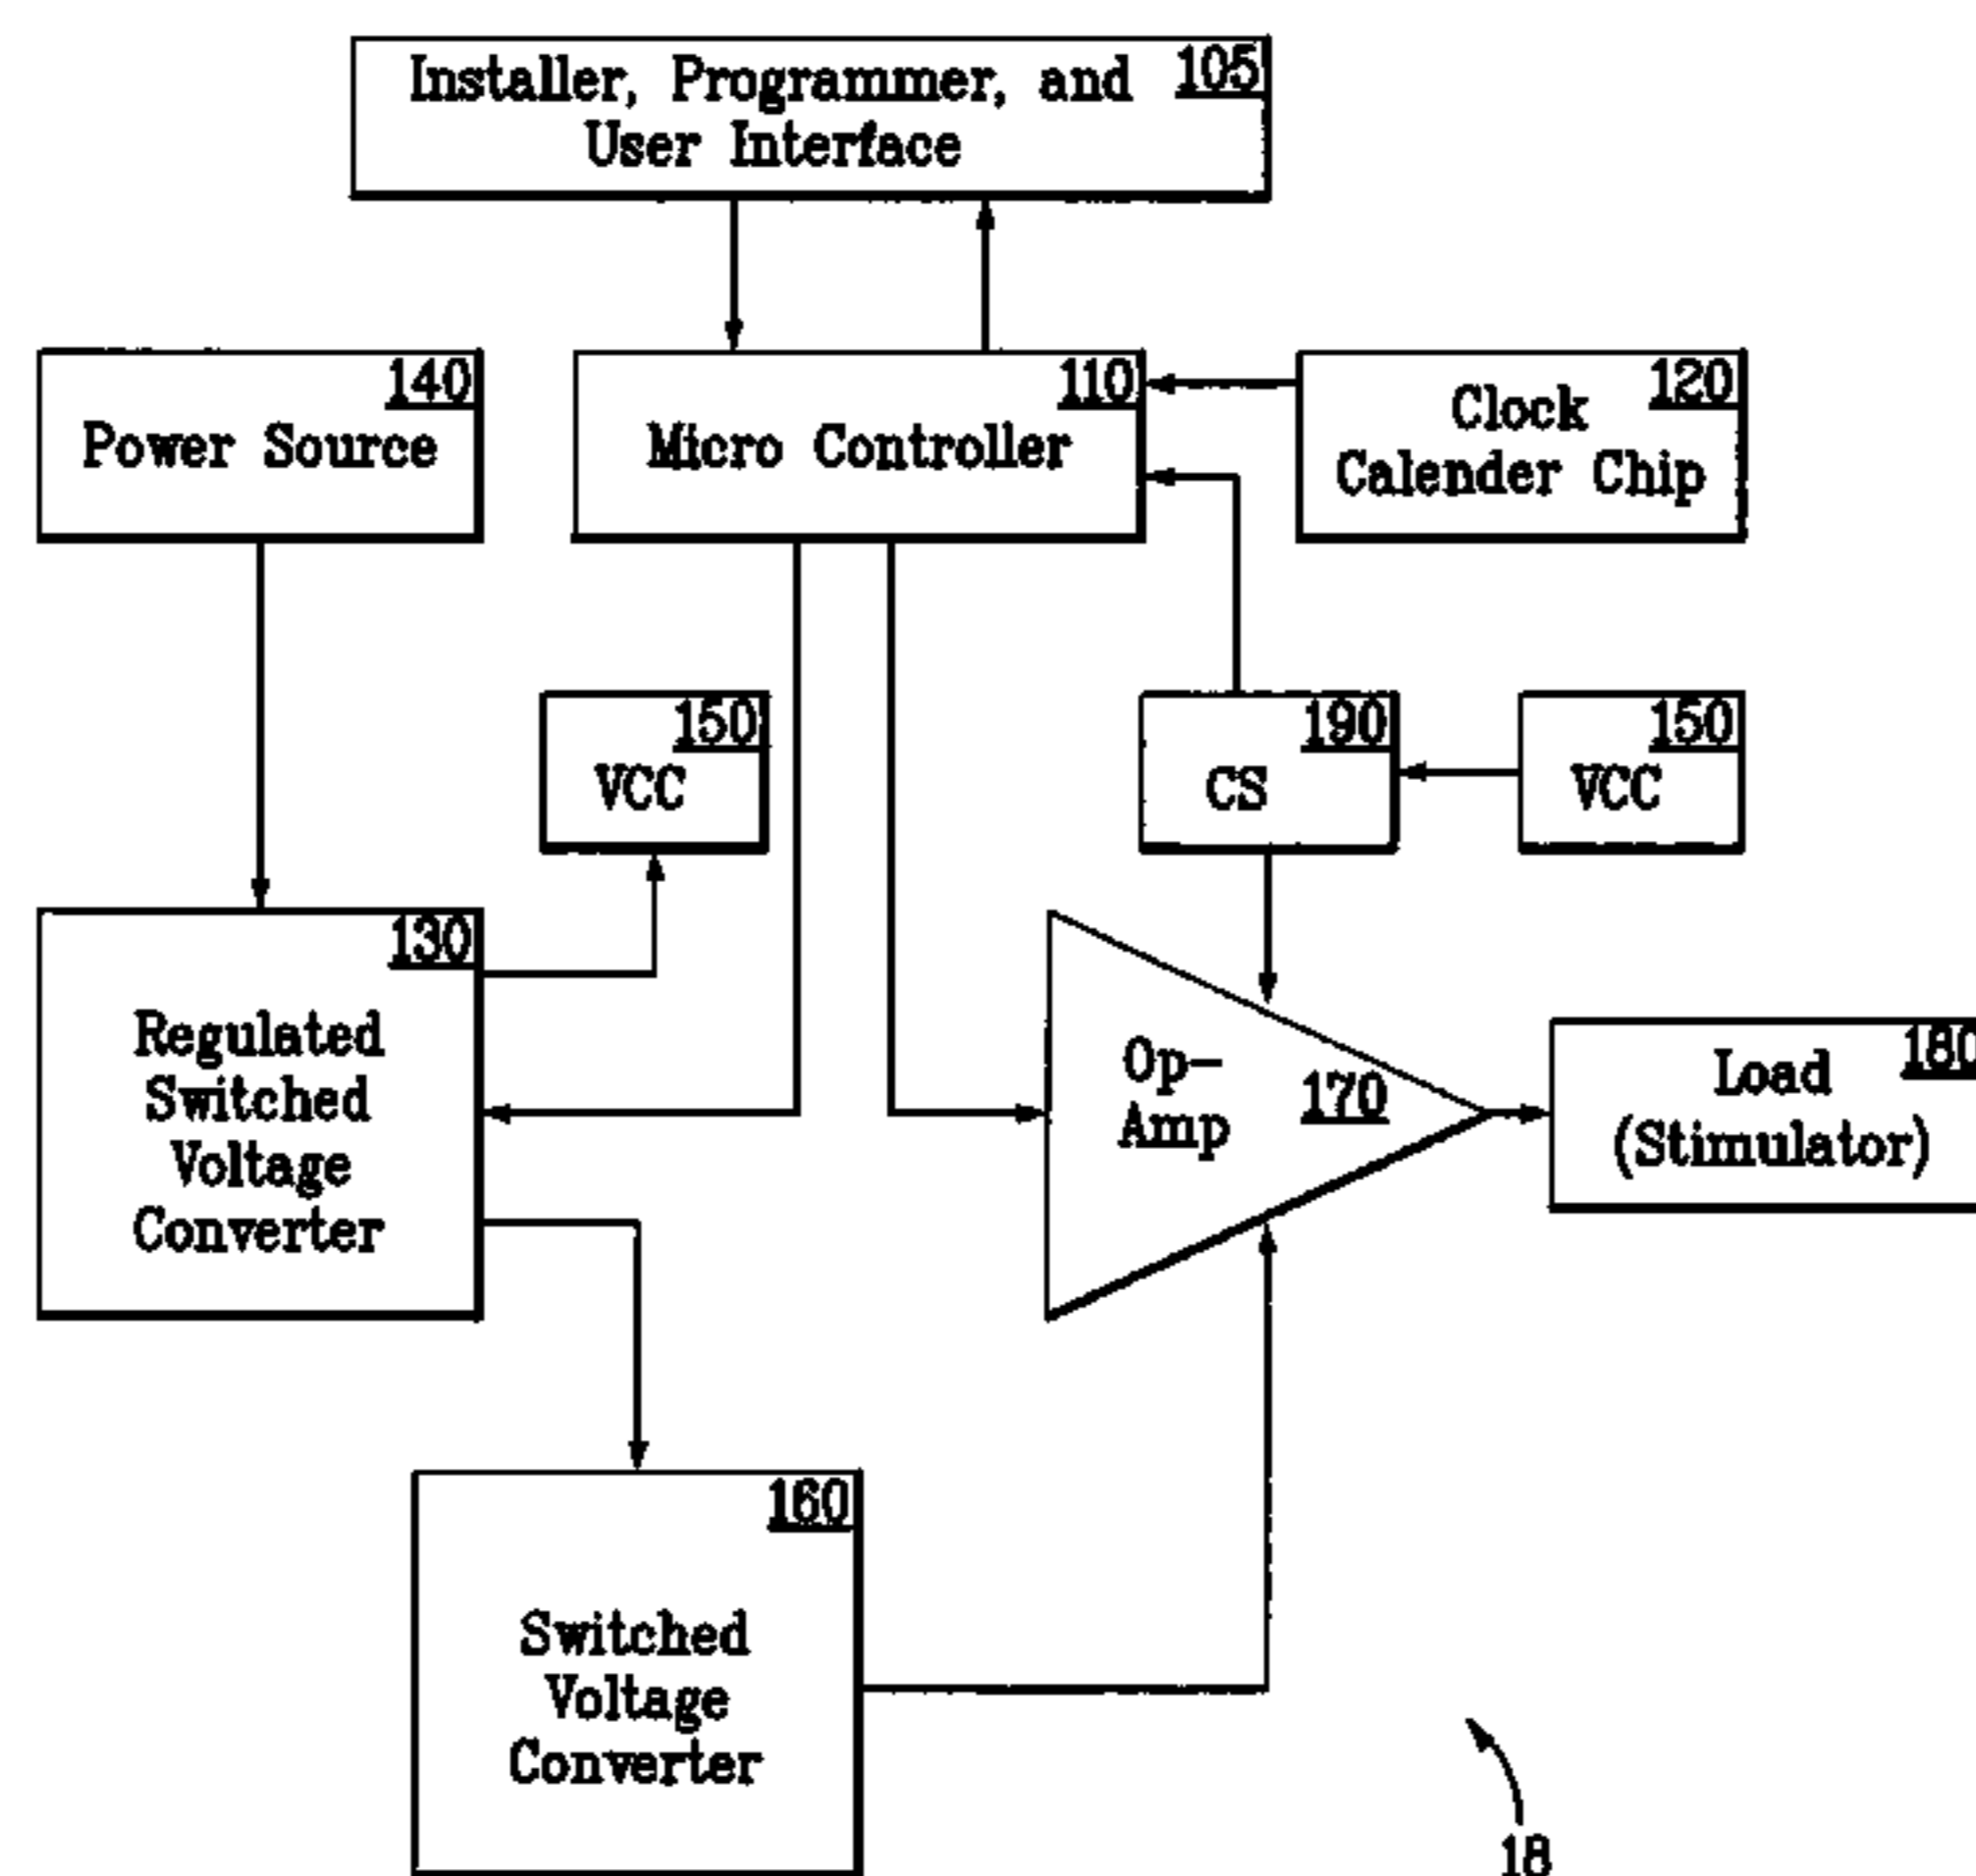 Installer, Programmer, and
User Interface
105
140
Power Source
110
Micro Controller
120
Clock
Calender Chip
150
VCC
190
CS
150
VCC
130
Regulated
Switched
Voltage
Converter
Op-
Amp
170
180
Load
(Stimulator)
160
Switched
Voltage
Converter
18